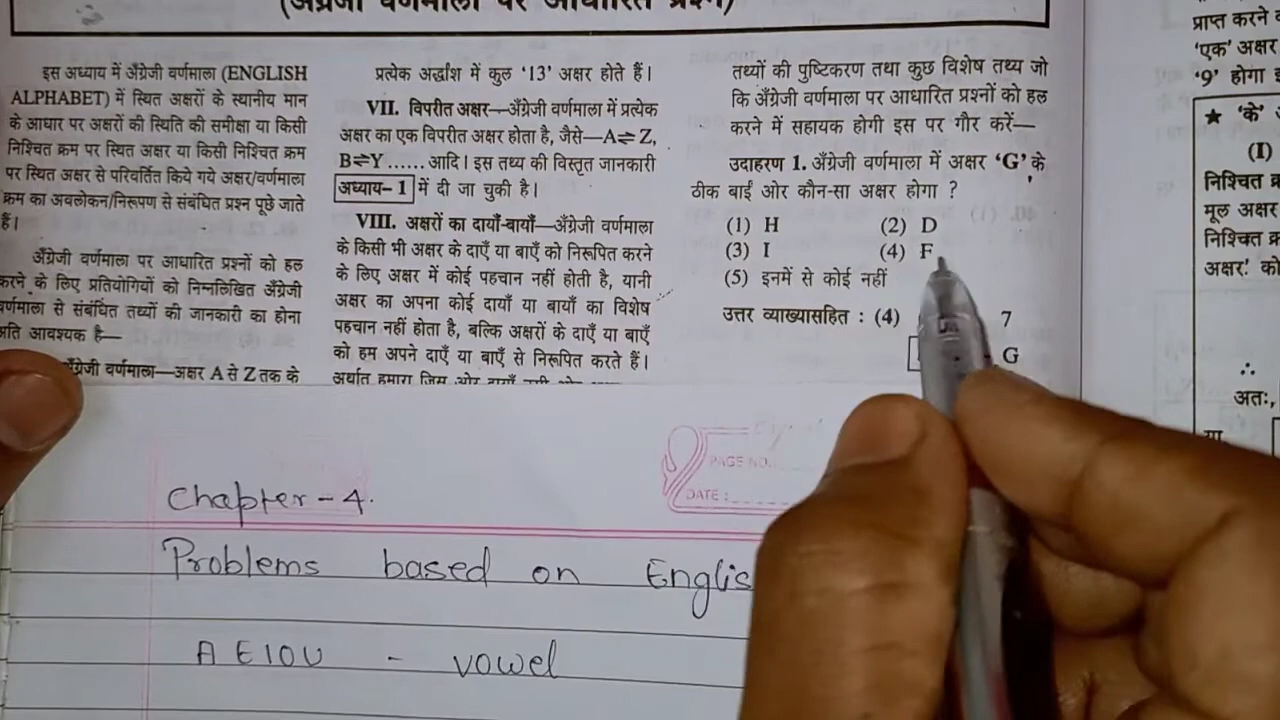 (अँग्रेजी वर्णमाला पर आधारित प्रश्न)
इस अध्याय में अँग्रेजी वर्णमाला (ENGLISH
ALPHABET) में स्थित अक्षरों के स्थानीय मान
के आधार पर अक्षरों की स्थिति की समीक्षा या किसी
निश्चित क्रम पर स्थित अक्षर या किसी निश्चित क्रम
पर स्थित अक्षर से परिवर्तित किये गये अक्षर/वर्णमाला
क्रम का अवलोकन/निरूपण से संबंधित प्रश्न पूछे जाते
हैं।
अँग्रेजी वर्णमाला पर आधारित प्रश्नों को हल
करने के लिए प्रतियोगियों को निम्नलिखित अँग्रेजी
वर्णमाला से संबंधित तथ्यों की जानकारी का होना
अति आवश्यक है—
अँग्रेजी वर्णमाला—अक्षर A से Z तक के
प्रत्येक अर्द्धांश में कुल ‘13’ अक्षर होते हैं।
VII. विपरीत अक्षर—अँग्रेजी वर्णमाला में प्रत्येक
अक्षर का एक विपरीत अक्षर होता है, जैसे—A⇌Z,
B⇌Y...... आदि। इस तथ्य की विस्तृत जानकारी
अध्याय–1 में दी जा चुकी है।
VIII. अक्षरों का दायाँ-बायाँ—अँग्रेजी वर्णमाला
के किसी भी अक्षर के दाएँ या बाएँ को निरूपित करने
के लिए अक्षर में कोई पहचान नहीं होती है, यानी
अक्षर का अपना कोई दायाँ या बायाँ का विशेष
पहचान नहीं होता है, बल्कि अक्षरों के दाएँ या बाएँ
को हम अपने दाएँ या बाएँ से निरूपित करते हैं।
अर्थात हमारा जिस ओर दायाँ
तथ्यों की पुष्टिकरण तथा कुछ विशेष तथ्य जो
कि अँग्रेजी वर्णमाला पर आधारित प्रश्नों को हल
करने में सहायक होगी इस पर गौर करें—
उदाहरण 1. अँग्रेजी वर्णमाला में अक्षर ‘G’ के
ठीक बाईं ओर कौन-सा अक्षर होगा ?
(1) H (2) D
(3) I (4) F
(5) इनमें से कोई नहीं
उत्तर व्याख्यासहित : (4) 7
G
प्राप्त करने
‘एक’ अक्षर
‘9’ होगा
★ ‘के’
(I)
निश्चित
मूल अक्षर
निश्चित
अक्षर’ को
∴
अतः,
या
Chapter - 4.
PAGE NO.
DATE :
Problems based on Englis
A E I O U - vowel